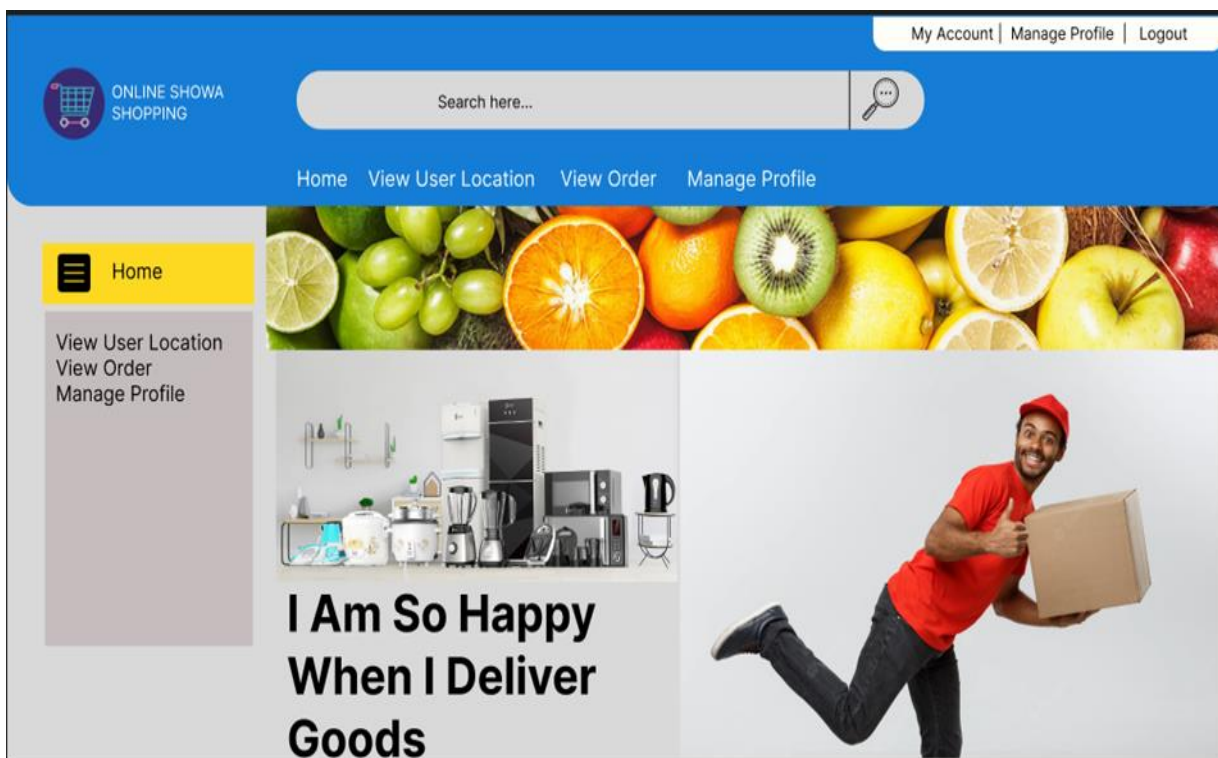 My Account | Manage Profile | Logout
ONLINE SHOWA
SHOPPING
Search here...
Home View User Location View Order Manage Profile
Home
View User Location
View Order
Manage Profile
I Am So Happy
When I Deliver
Goods